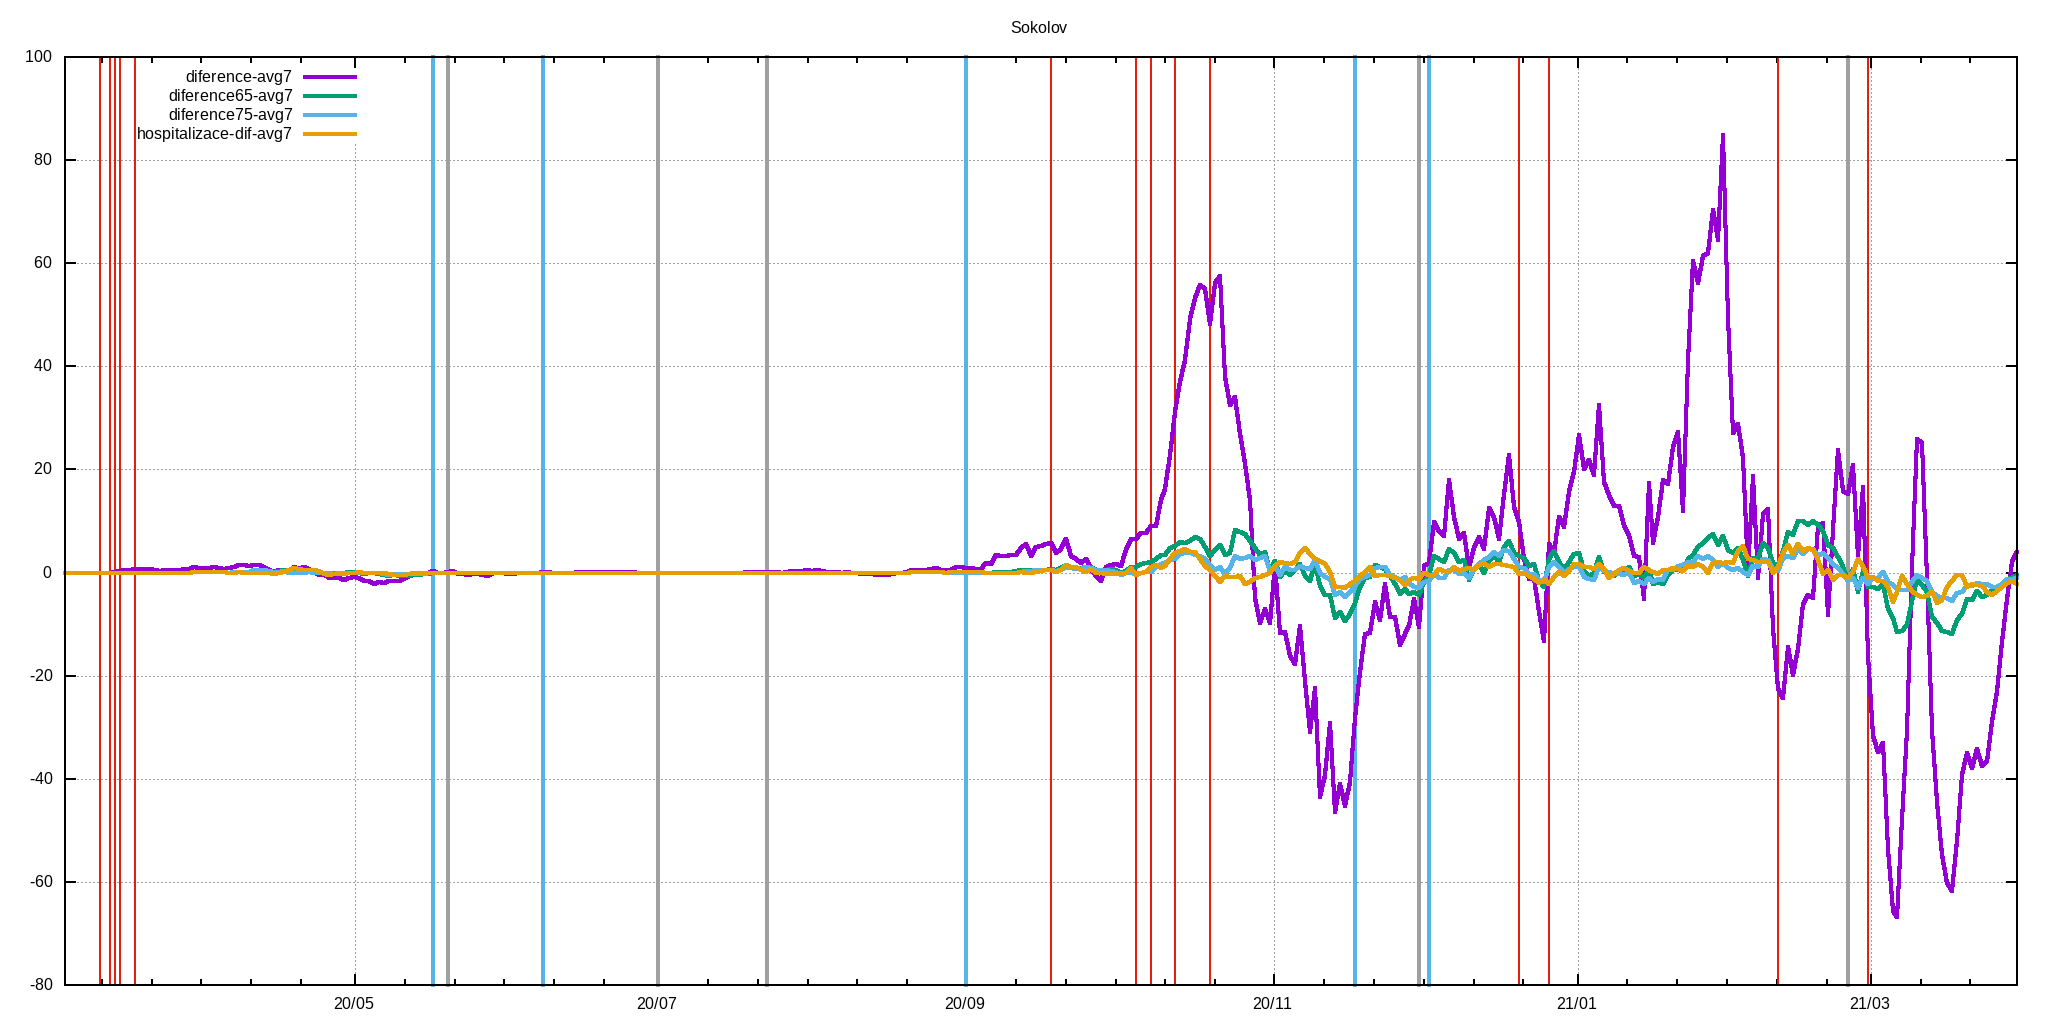 Sokolov
diference-avg7
diference65-avg7
diference75-avg7
hospitalizace-dif-avg7
100
80
60
40
20
0
-20
-40
-60
-80
20/05 20/07 20/09 20/11 21/01 21/03